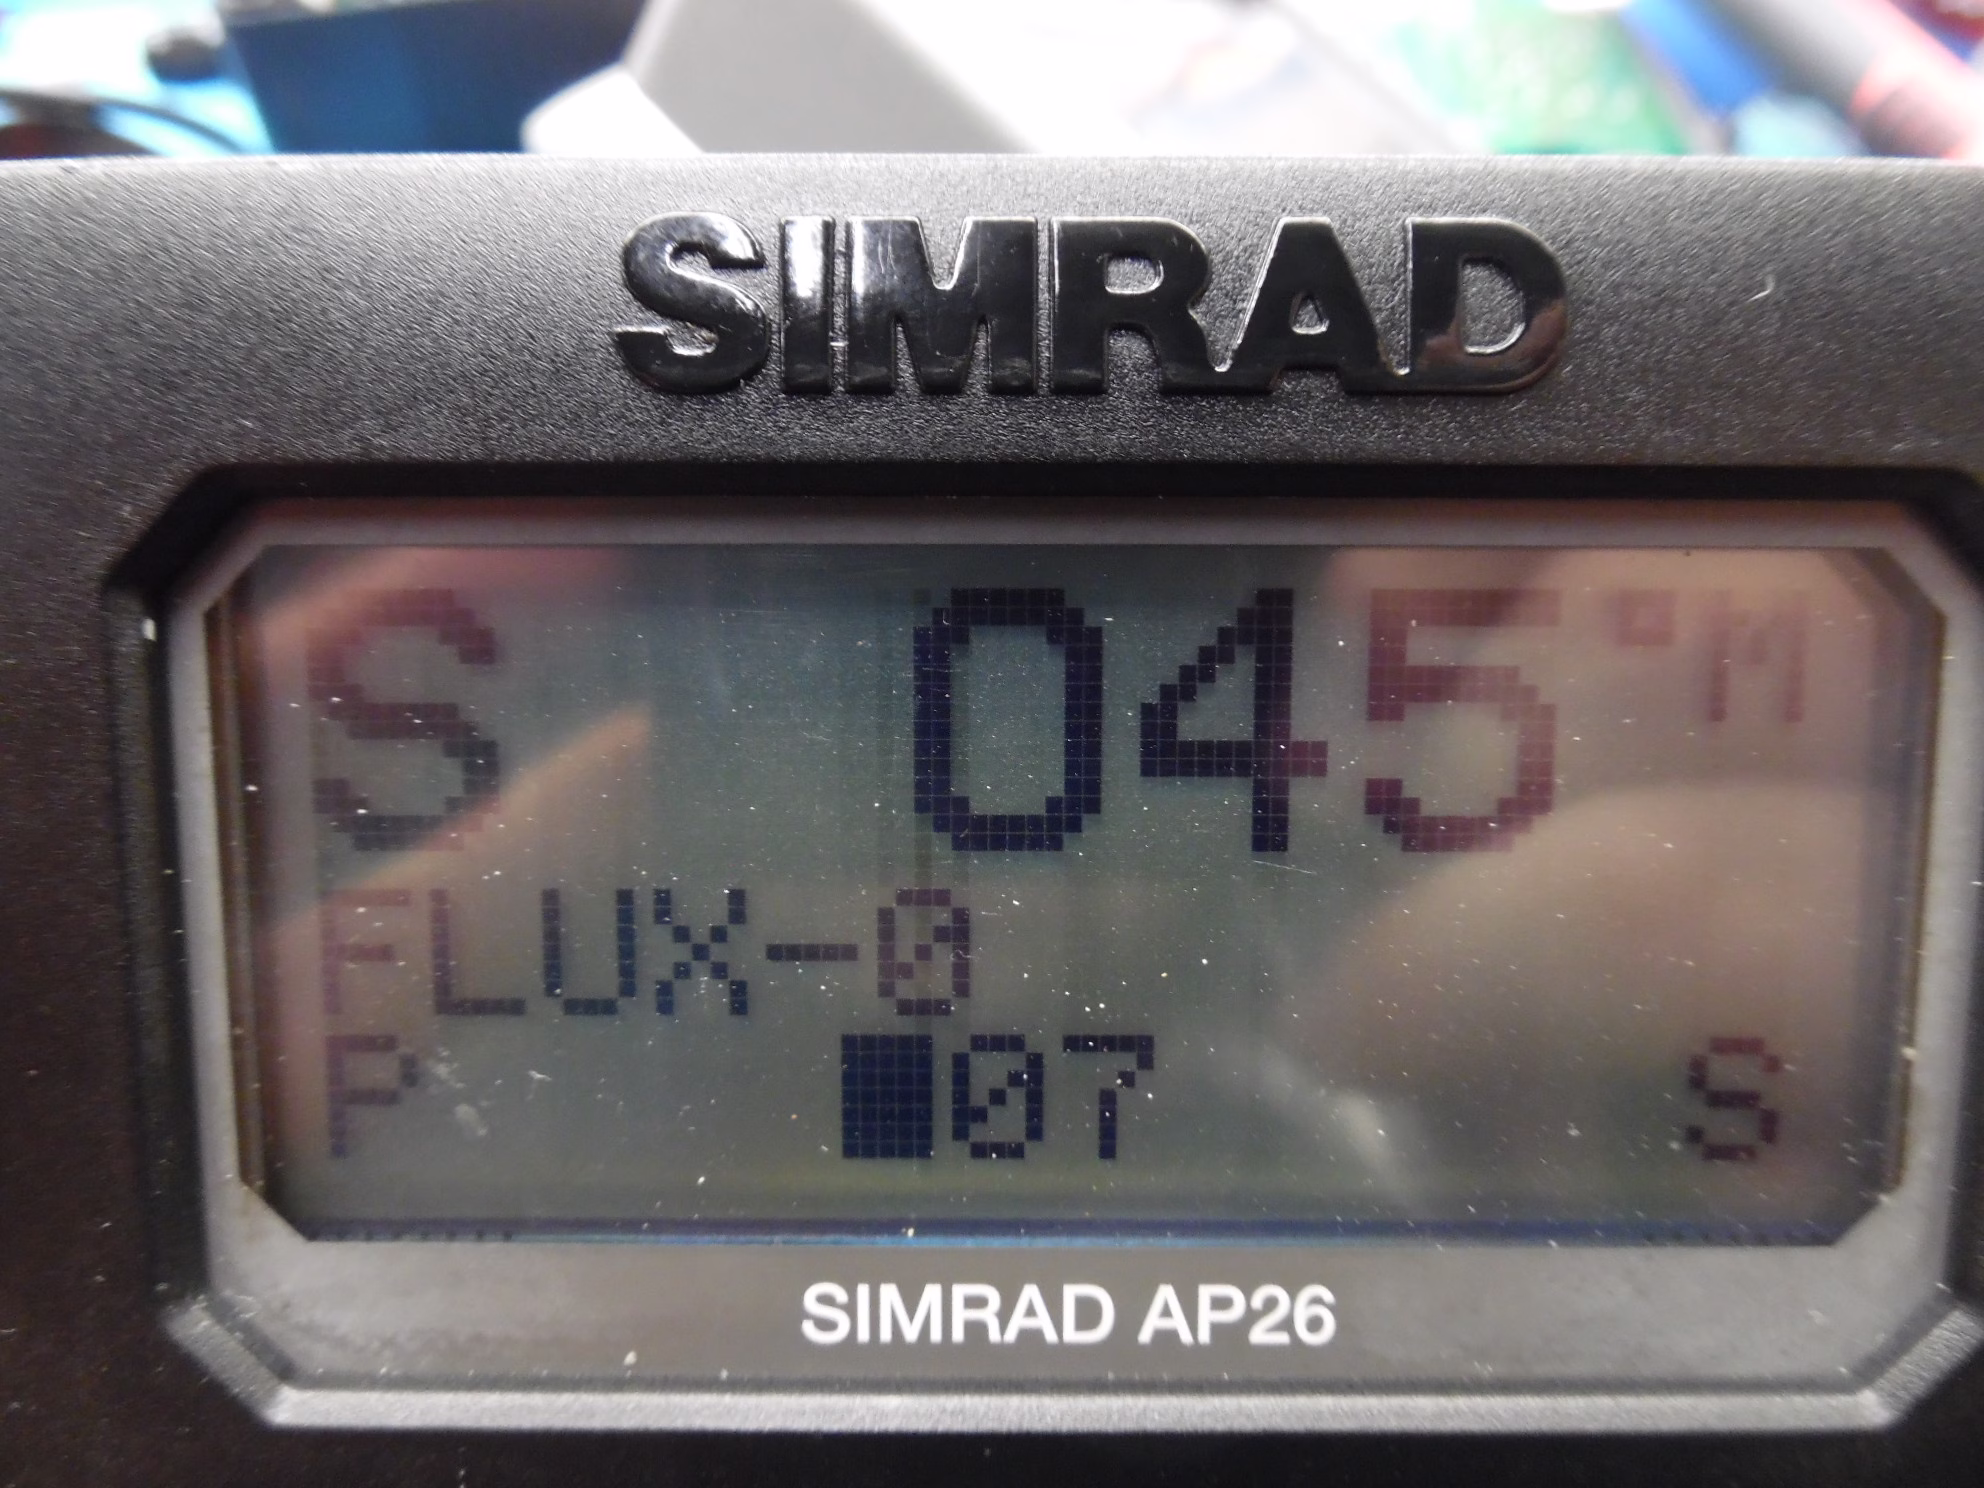 SIMRAD
S 045°M
FLUX-0
P ■07 S
SIMRAD AP26